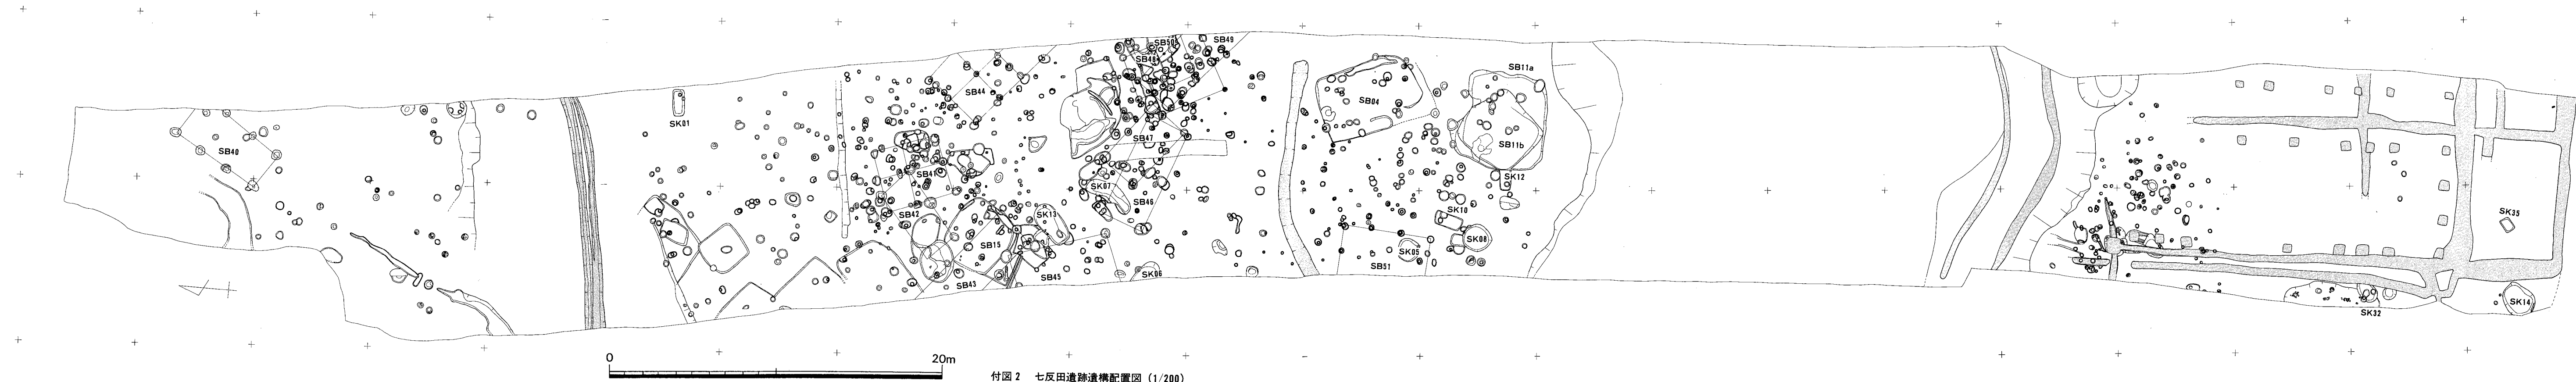 SB49
SB50
SB48
SB11a
SB44
SB04
SK01
SB47
SB11b
SB40
SB41
SK12
SK07
SB46
SB42
SK13
SK10
SK35
SB15
SK08
SK05
SB45
SK06
SB51
SB43
SK14
SK32
0 20m
付図2 七反田遺跡遺構配置図(1/200)